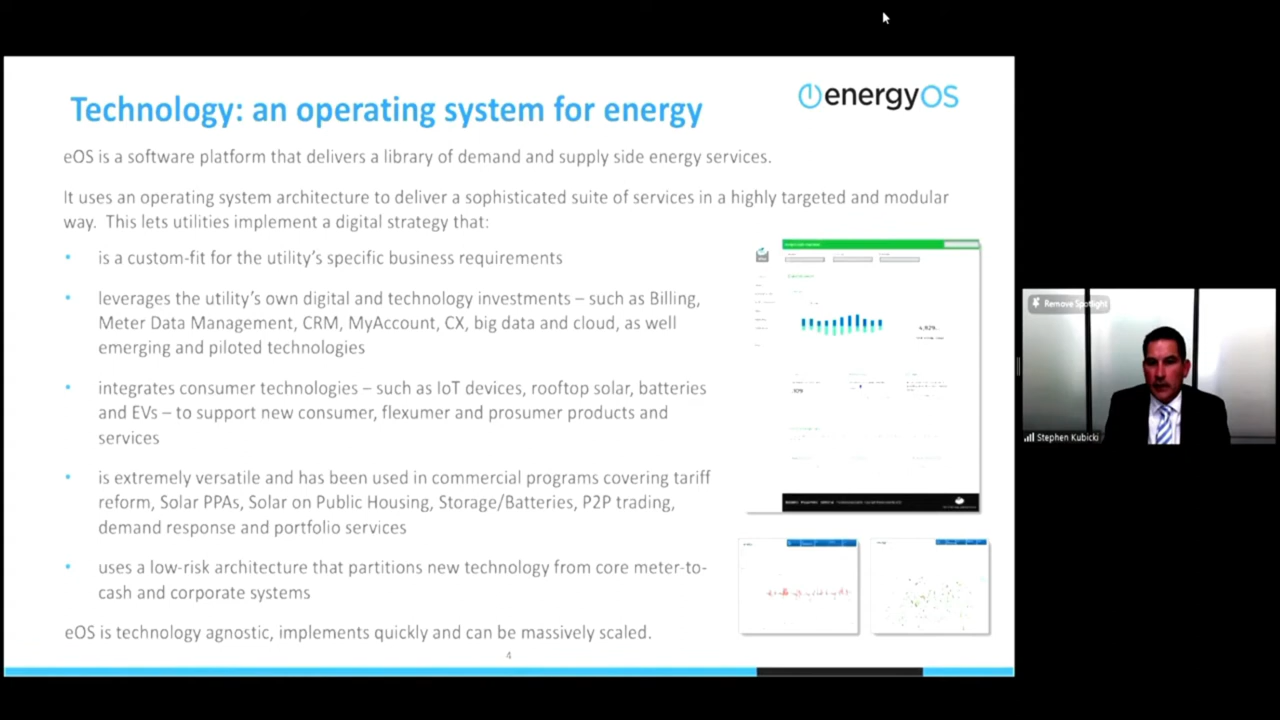 Technology: an operating system for energy
energyOS
eOS is a software platform that delivers a library of demand and supply side energy services.
It uses an operating system architecture to deliver a sophisticated suite of services in a highly targeted and modular
way. This lets utilities implement a digital strategy that:
• is a custom-fit for the utility's specific business requirements
• leverages the utility's own digital and technology investments – such as Billing,
Meter Data Management, CRM, MyAccount, CX, big data and cloud, as well
emerging and piloted technologies
• integrates consumer technologies – such as IoT devices, rooftop solar, batteries
and EVs – to support new consumer, flexumer and prosumer products and
services
• is extremely versatile and has been used in commercial programs covering tariff
reform, Solar PPAs, Solar on Public Housing, Storage/Batteries, P2P trading,
demand response and portfolio services
• uses a low-risk architecture that partitions new technology from core meter-to-
cash and corporate systems
eOS is technology agnostic, implements quickly and can be massively scaled.
4
Remove Spotlight
Stephen Kubicki